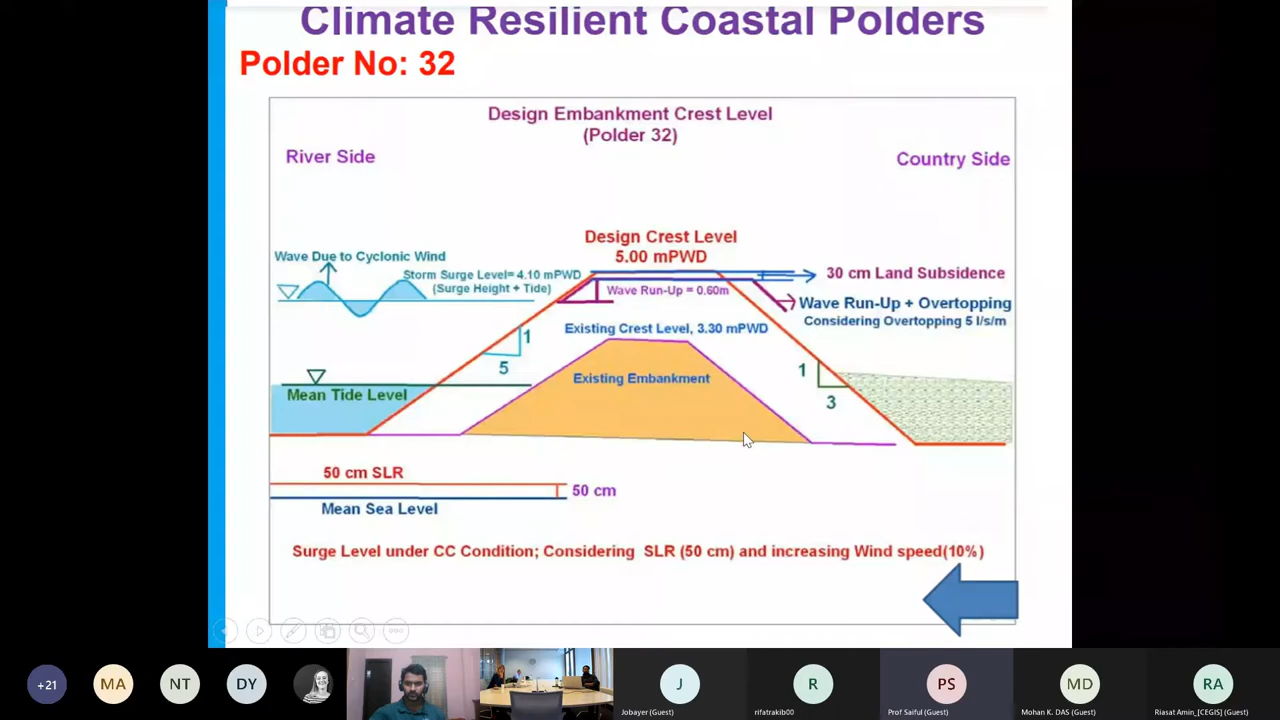 Climate Resilient Coastal Polders
Polder No: 32
Design Embankment Crest Level
(Polder 32)
River Side
Country Side
Design Crest Level
5.00 mPWD
Wave Due to Cyclonic Wind
Storm Surge Level= 4.10 mPWD
(Surge Height + Tide)
30 cm Land Subsidence
Wave Run-Up = 0.60m
Wave Run-Up + Overtopping
Considering Overtopping 5 l/s/m
Existing Crest Level, 3.30 mPWD
1
5
Existing Embankment
1
3
Mean Tide Level
50 cm SLR
50 cm
Mean Sea Level
Surge Level under CC Condition; Considering SLR (50 cm) and increasing Wind speed(10%)
+21
MA
NT
DY
J
R
PS
MD
RA
Jobayer (Guest)
rifatrakib00
Prof Saiful (Guest)
Mohan K. DAS (Guest)
Riasat Amin_[CEGIS] (Guest)